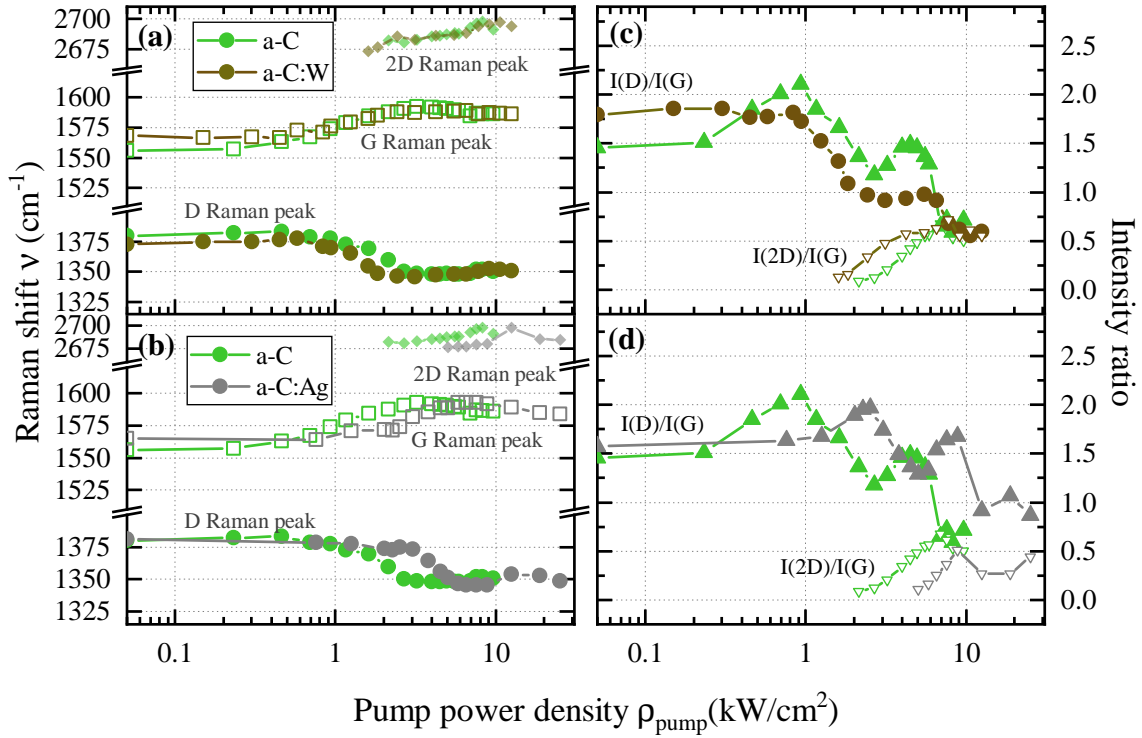 (a)
a-C
a-C:W
2D Raman peak
G Raman peak
D Raman peak
2700
2675
1600
1575
1550
1525
1375
1350
1325
(b)
a-C
a-C:Ag
2D Raman peak
G Raman peak
D Raman peak
2700
2675
1600
1575
1550
1525
1375
1350
1325
0.1
1
10
Raman shift ν (cm⁻¹)
(c)
I(D)/I(G)
I(2D)/I(G)
2.5
2.0
1.5
1.0
0.5
0.0
(d)
I(D)/I(G)
I(2D)/I(G)
2.5
2.0
1.5
1.0
0.5
0.0
0.1
1
10
Intensity ratio
Pump power density ρpump(kW/cm²)